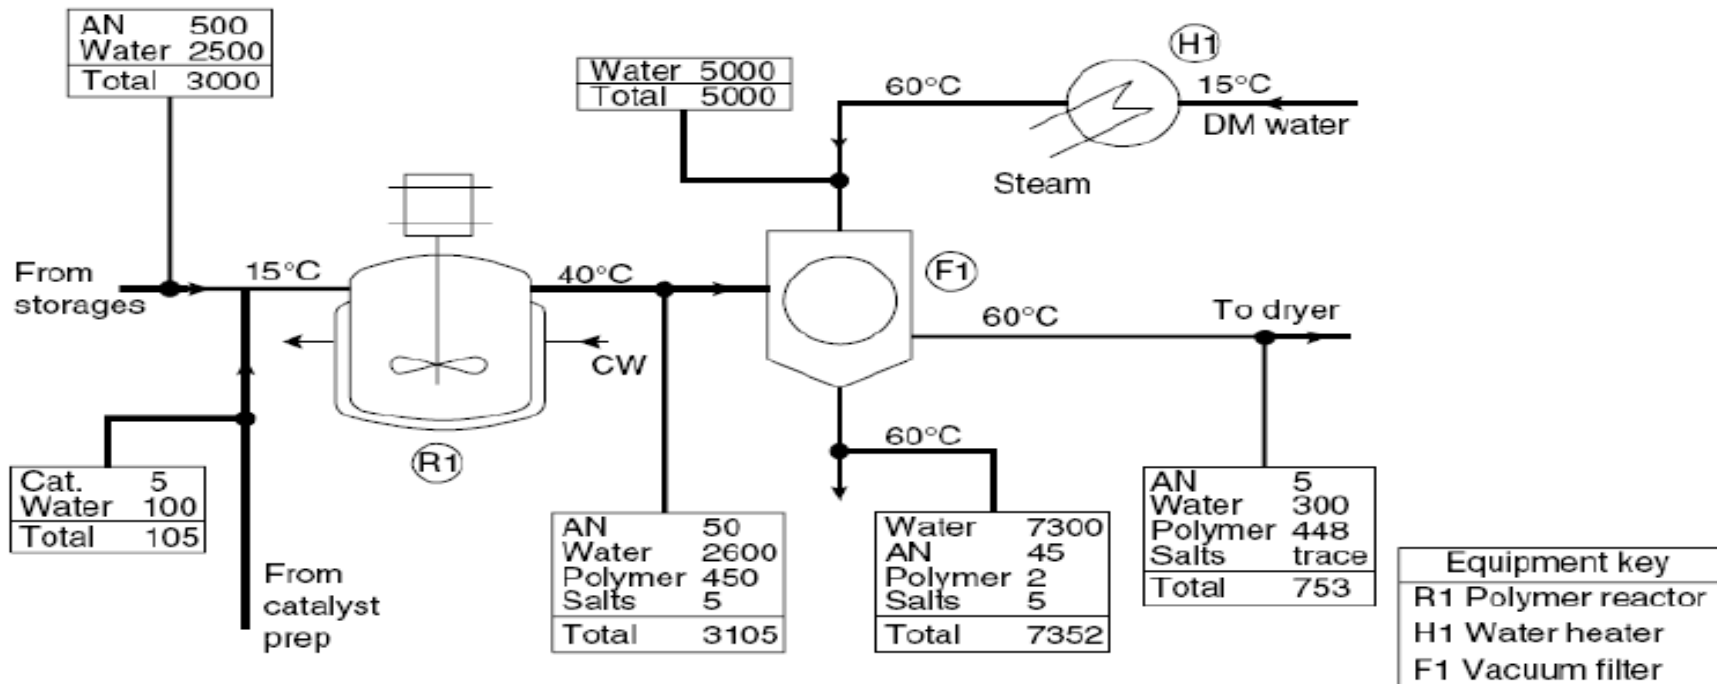 AN 500
Water 2500
Total 3000
Water 5000
Total 5000
H1
60°C
15°C
DM water
Steam
From
storages
15°C
40°C
F1
60°C
To dryer
CW
R1
60°C
Cat. 5
Water 100
Total 105
From
catalyst
prep
AN 50
Water 2600
Polymer 450
Salts 5
Total 3105
Water 7300
AN 45
Polymer 2
Salts 5
Total 7352
AN 5
Water 300
Polymer 448
Salts trace
Total 753
Equipment key
R1 Polymer reactor
H1 Water heater
F1 Vacuum filter